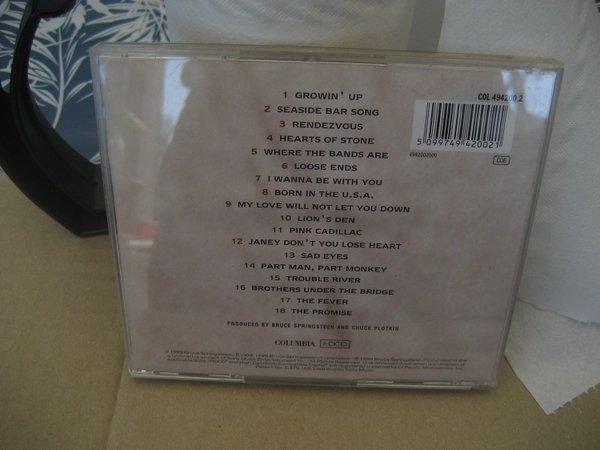 COL 494200 2
5 099749 420021
4942002000
COE
1 GROWIN' UP
2 SEASIDE BAR SONG
3 RENDEZVOUS
4 HEARTS OF STONE
5 WHERE THE BANDS ARE
6 LOOSE ENDS
7 I WANNA BE WITH YOU
8 BORN IN THE U.S.A.
9 MY LOVE WILL NOT LET YOU DOWN
10 LION'S DEN
11 PINK CADILLAC
12 JANEY DON'T YOU LOSE HEART
13 SAD EYES
14 PART MAN, PART MONKEY
15 TROUBLE RIVER
16 BROTHERS UNDER THE BRIDGE
17 THE FEVER
18 THE PROMISE
PRODUCED BY BRUCE SPRINGSTEEN AND CHUCK PLOTKIN
COLUMBIA HDCD